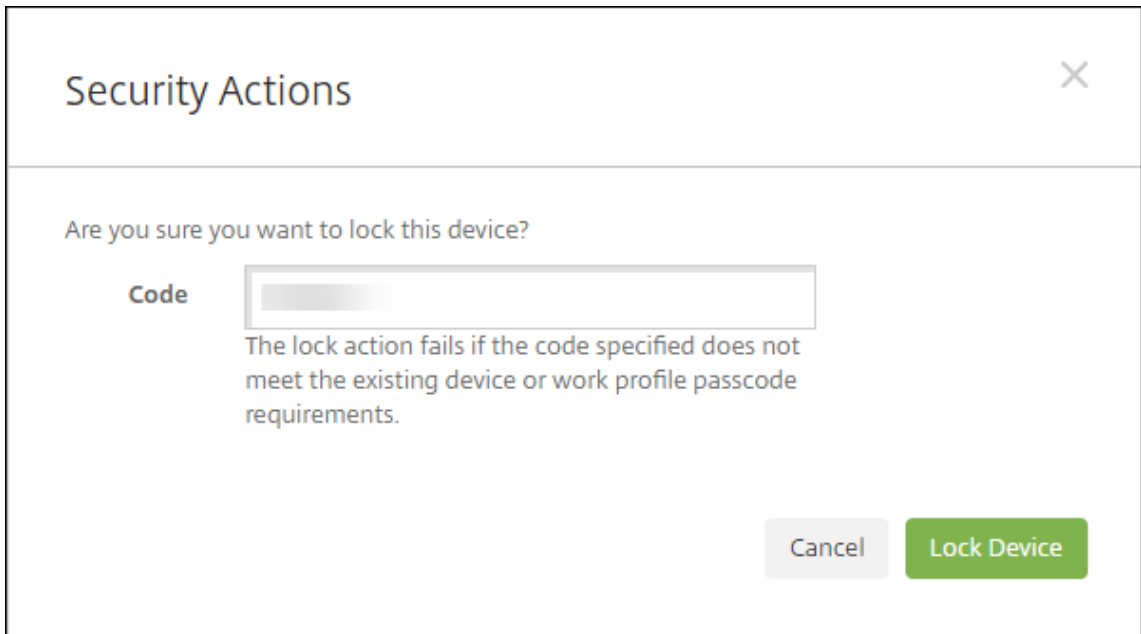 Security Actions
Are you sure you want to lock this device?
Code
The lock action fails if the code specified does not
meet the existing device or work profile passcode
requirements.
Cancel
Lock Device